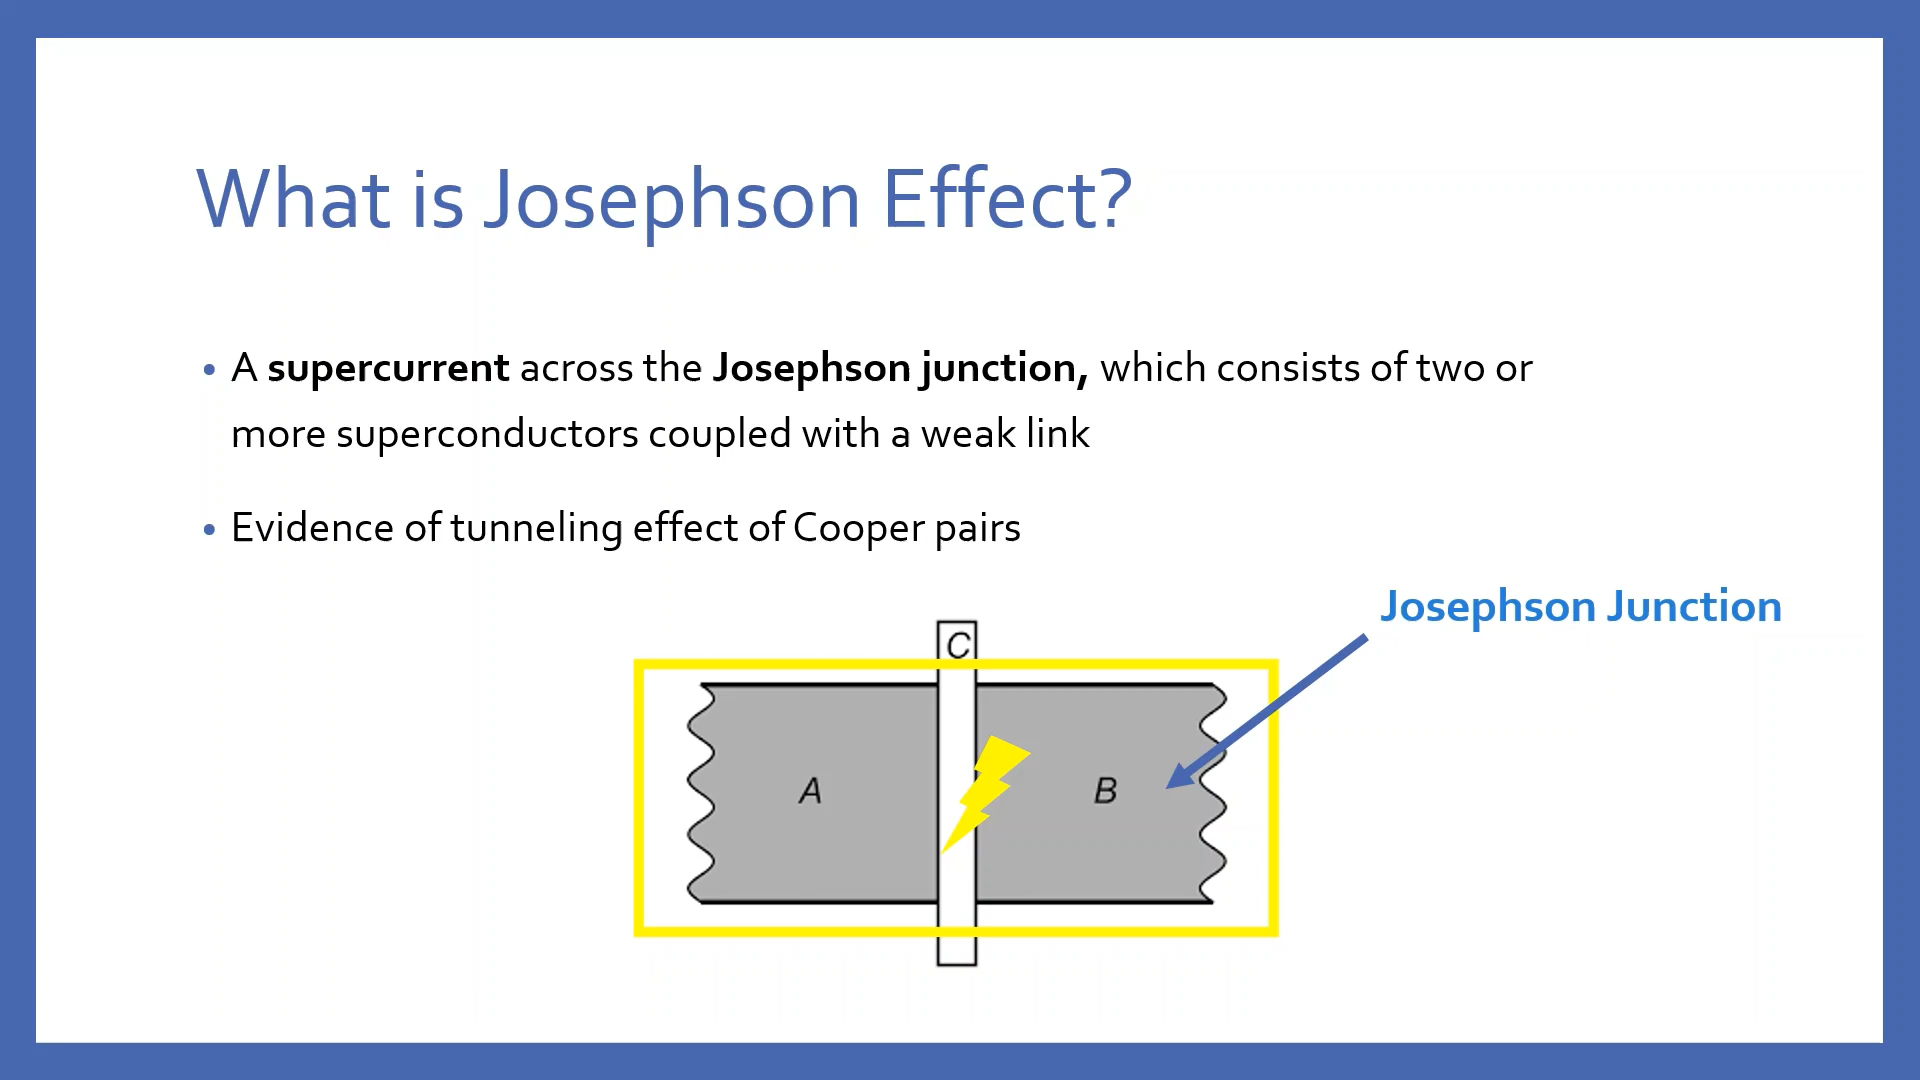 What is Josephson Effect?
• A supercurrent across the Josephson junction, which consists of two or
more superconductors coupled with a weak link
• Evidence of tunneling effect of Cooper pairs
Josephson Junction
C
A
B